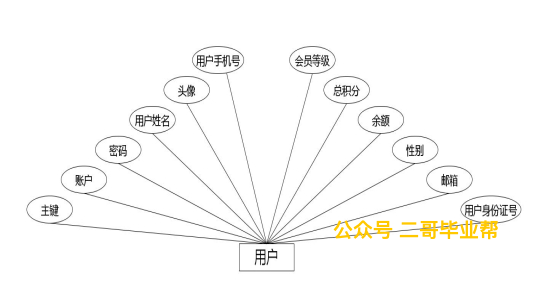 用户手机号
会员等级
头像
总积分
用户姓名
余额
密码
性别
账户
邮箱
主键
用户身份证号
公众号 二哥毕业帮
用户